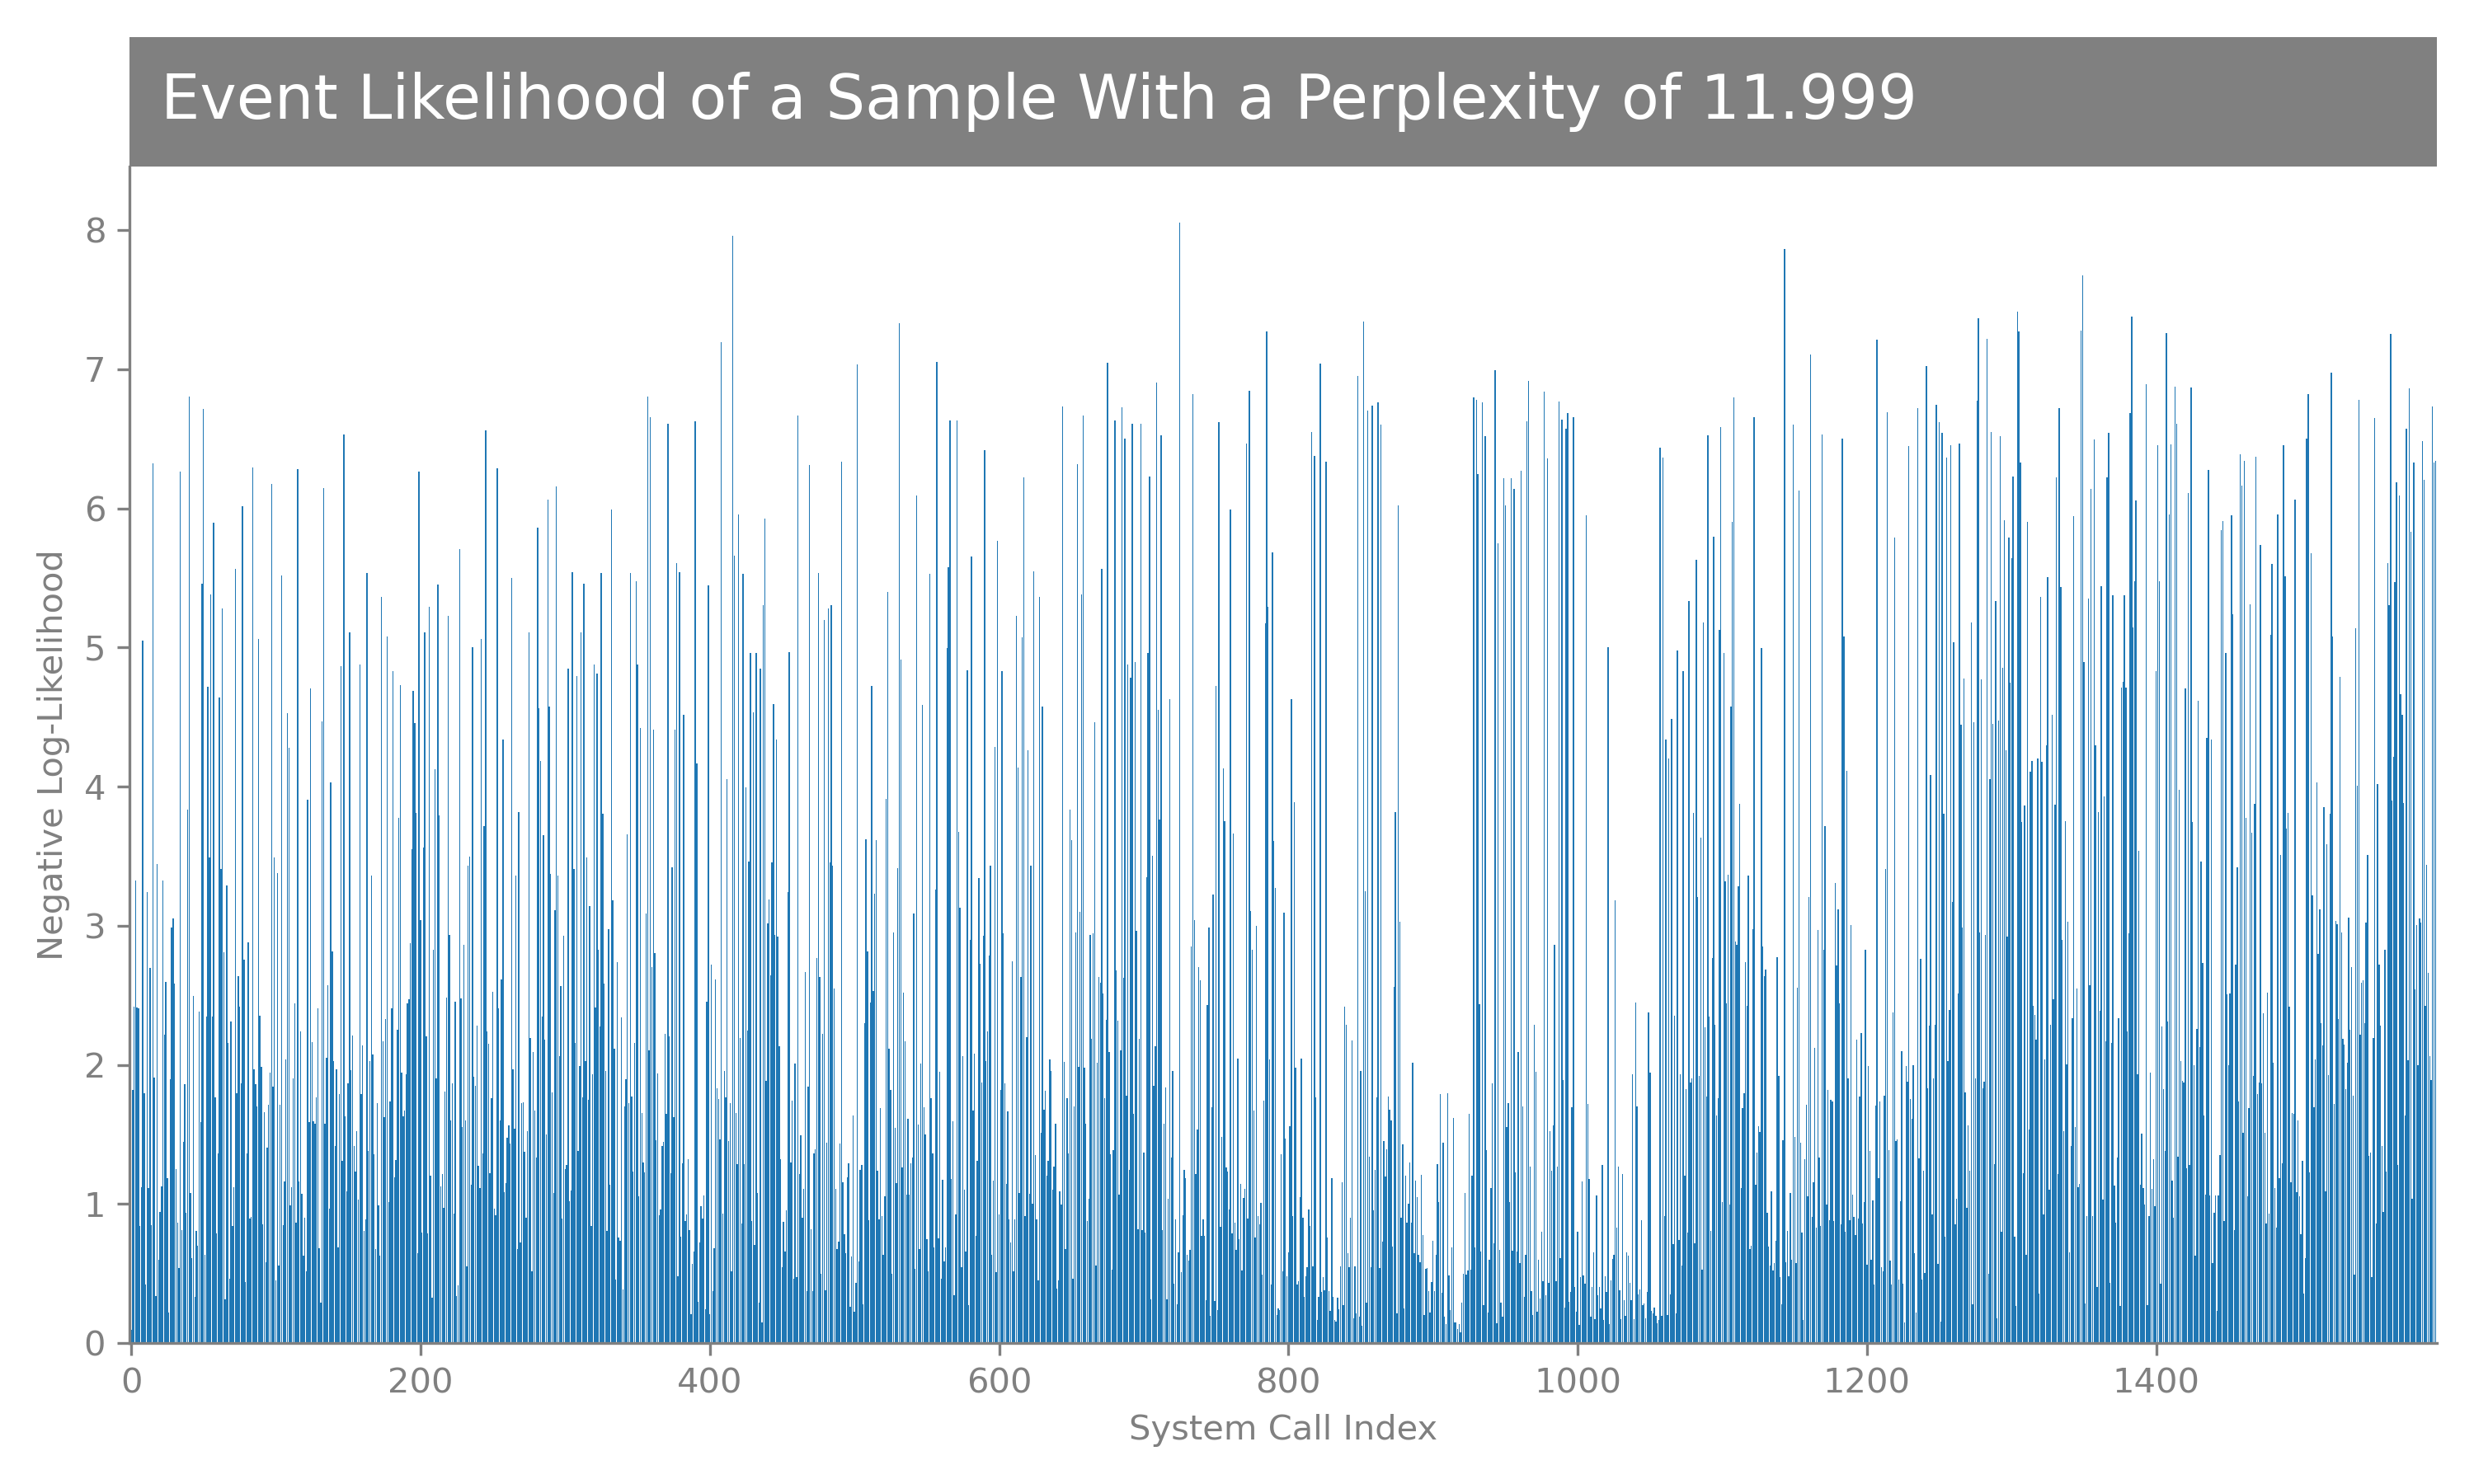 Event Likelihood of a Sample With a Perplexity of 11.999
8
7
6
5
4
3
2
1
0
Negative Log-Likelihood
0 200 400 600 800 1000 1200 1400
System Call Index